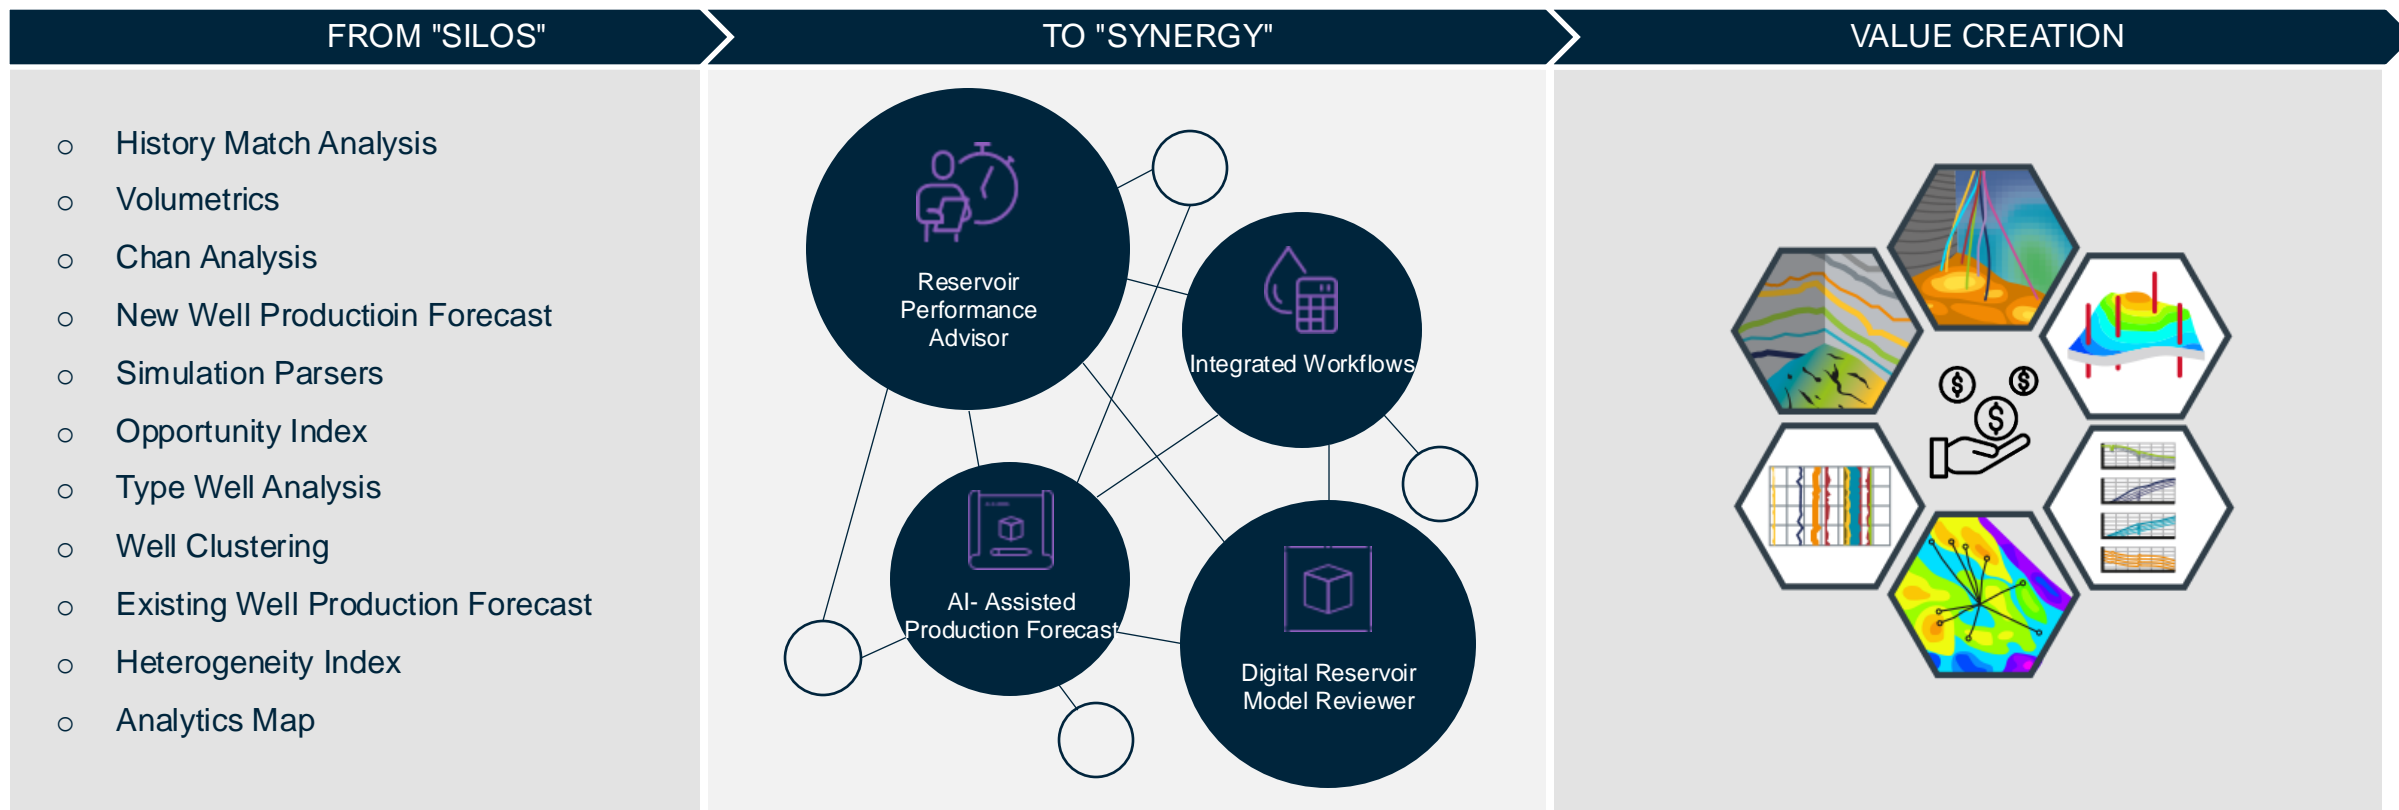 FROM "SILOS"
TO "SYNERGY"
VALUE CREATION
o History Match Analysis
o Volumetrics
o Chan Analysis
o New Well Productioin Forecast
o Simulation Parsers
o Opportunity Index
o Type Well Analysis
o Well Clustering
o Existing Well Production Forecast
o Heterogeneity Index
o Analytics Map
Reservoir
Performance
Advisor
Integrated Workflows
AI- Assisted
Production Forecast
Digital Reservoir
Model Reviewer
$
$
$